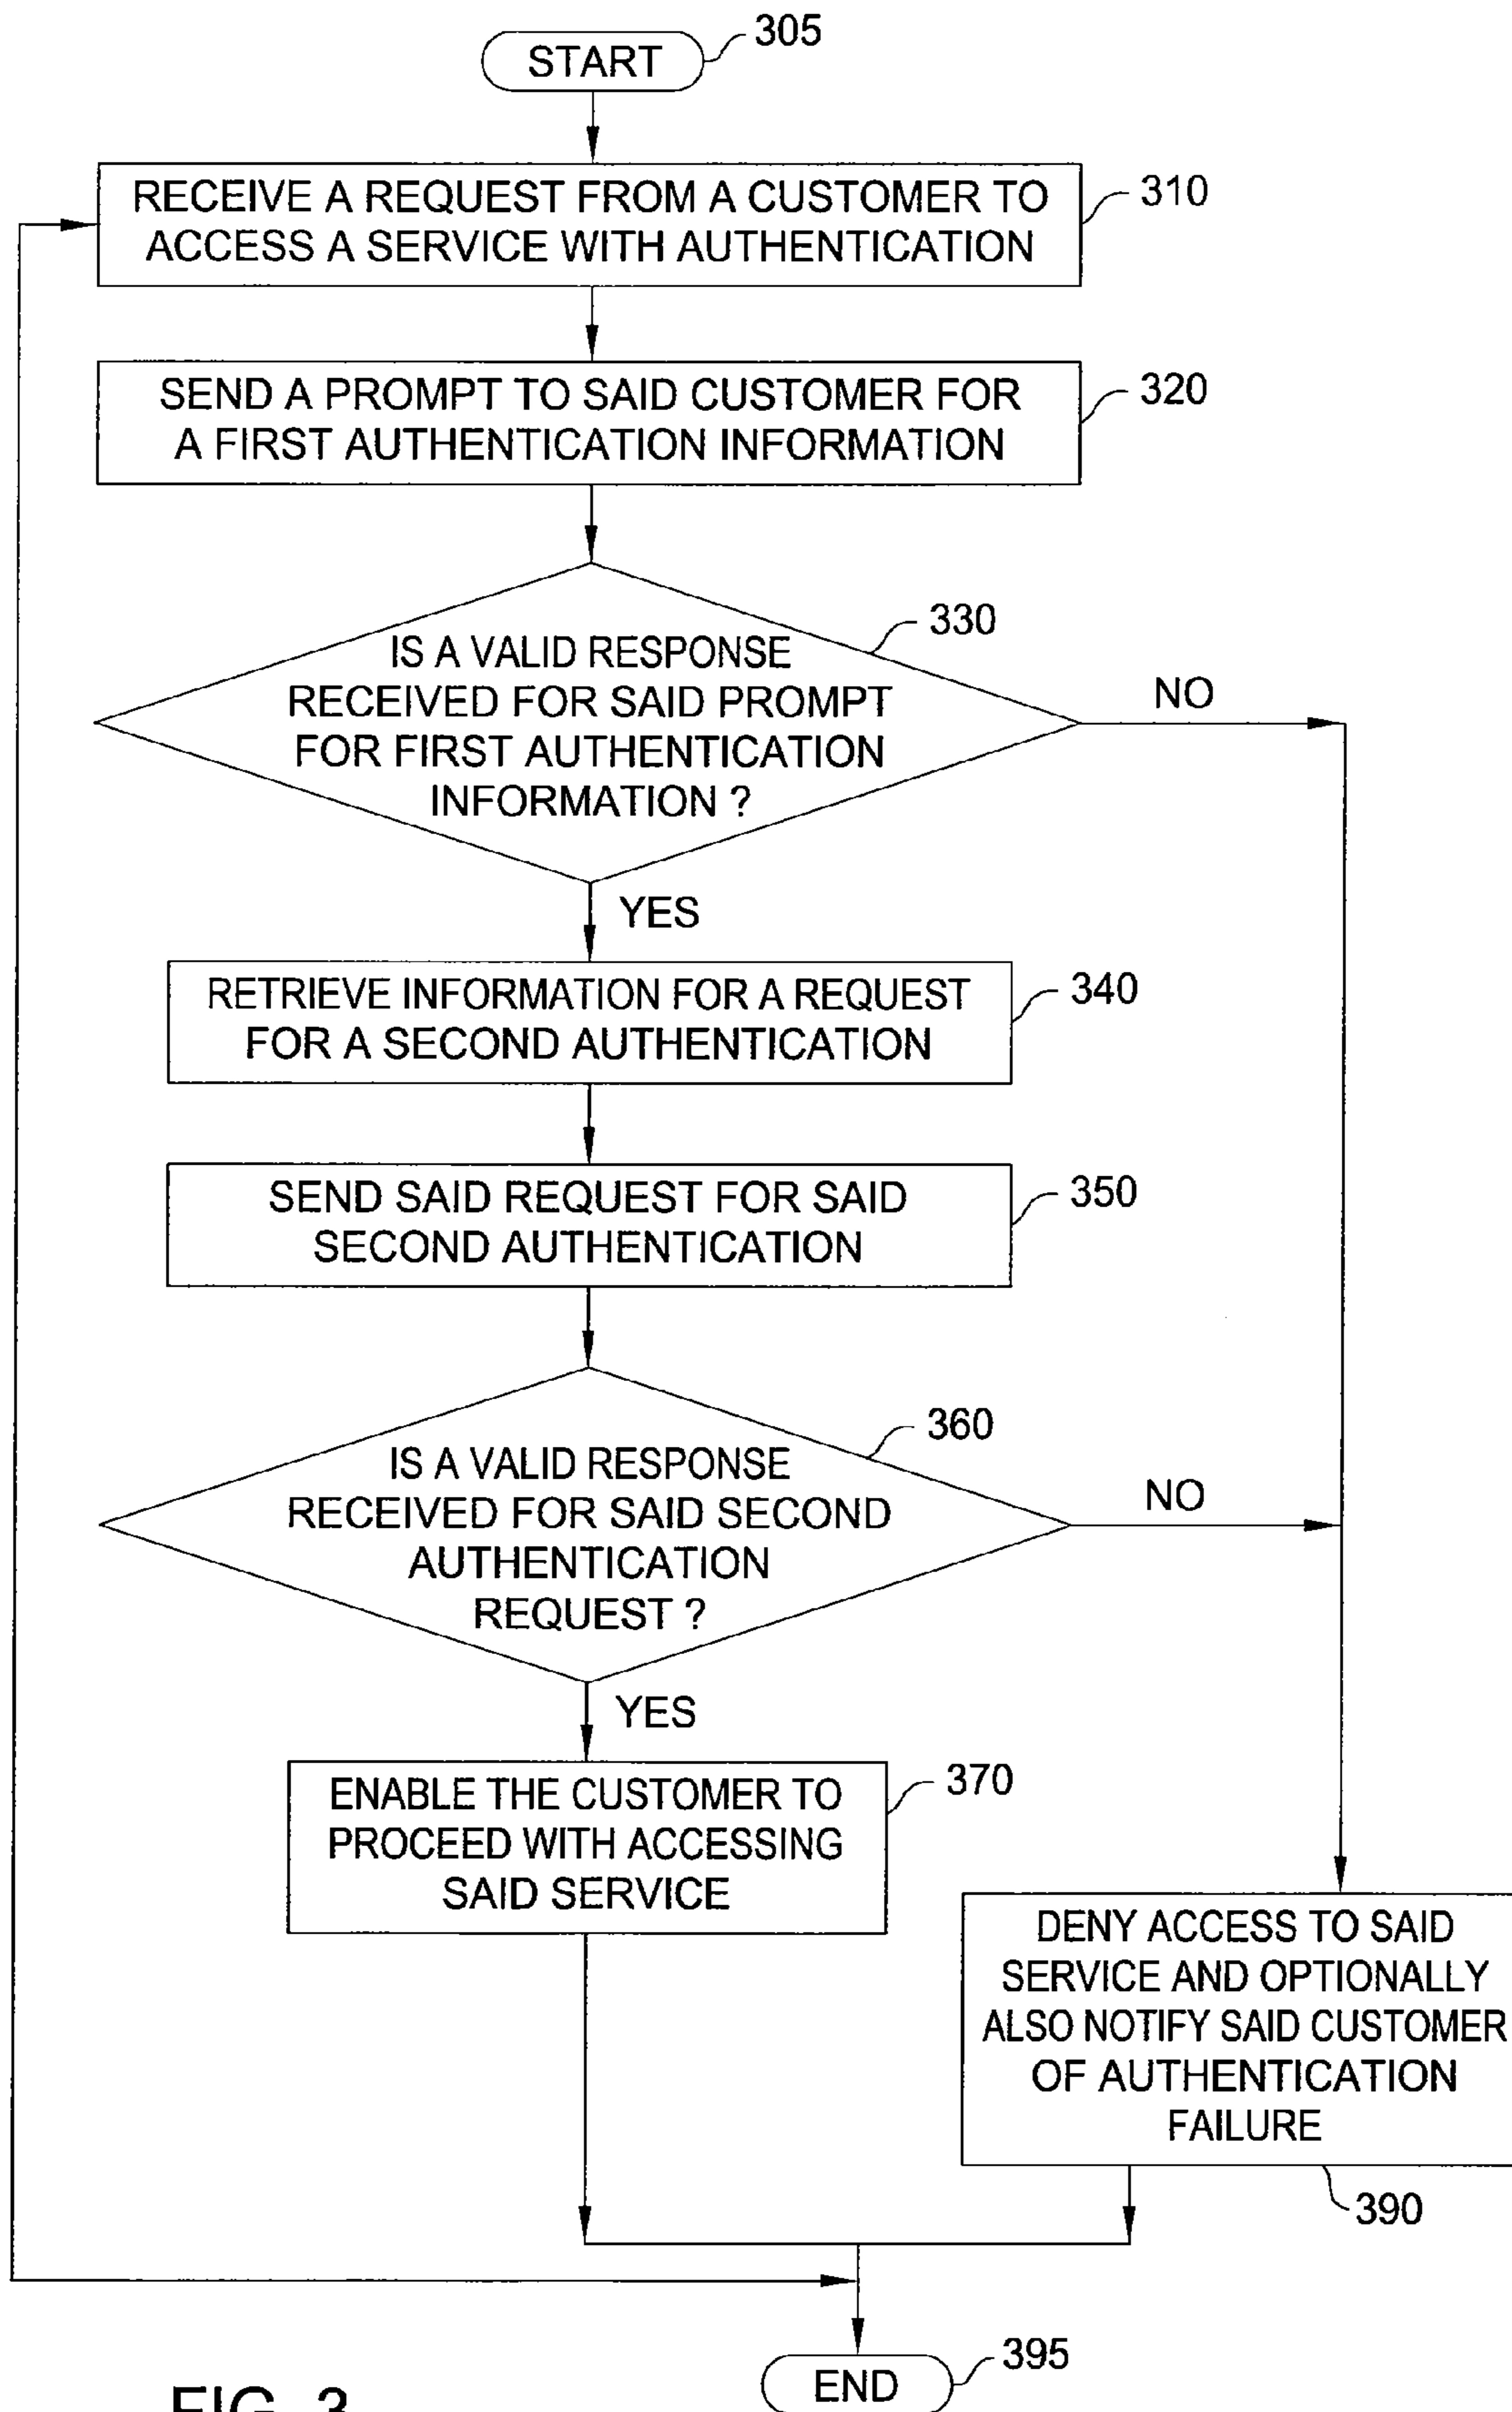 START
305
RECEIVE A REQUEST FROM A CUSTOMER TO
ACCESS A SERVICE WITH AUTHENTICATION
310
SEND A PROMPT TO SAID CUSTOMER FOR
A FIRST AUTHENTICATION INFORMATION
320
330
IS A VALID RESPONSE
RECEIVED FOR SAID PROMPT
FOR FIRST AUTHENTICATION
INFORMATION ?
NO
YES
RETRIEVE INFORMATION FOR A REQUEST
FOR A SECOND AUTHENTICATION
340
SEND SAID REQUEST FOR SAID
SECOND AUTHENTICATION
350
360
IS A VALID RESPONSE
RECEIVED FOR SAID SECOND
AUTHENTICATION
REQUEST ?
NO
YES
ENABLE THE CUSTOMER TO
PROCEED WITH ACCESSING
SAID SERVICE
370
DENY ACCESS TO SAID
SERVICE AND OPTIONALLY
ALSO NOTIFY SAID CUSTOMER
OF AUTHENTICATION
FAILURE
390
END
395
FIG. 3